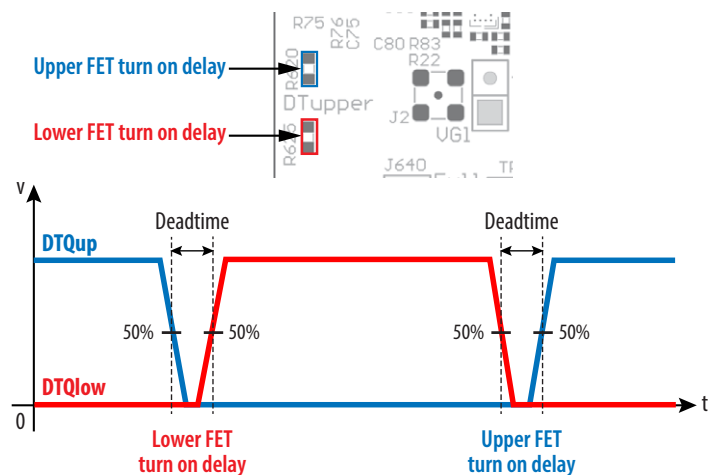 R75
R76
C75
C80 R83
R22
Upper FET turn on delay
R620
DTupper
Lower FET turn on delay
R625
J2
VG1
J640
V
DTQup
Deadtime
Deadtime
50%
50%
50%
50%
DTQlow
0
t
Lower FET
turn on delay
Upper FET
turn on delay